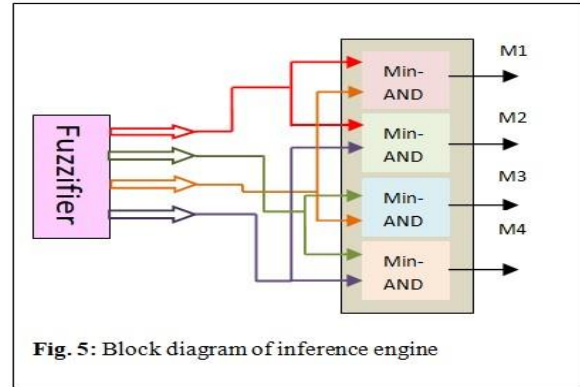 Fuzzifier
Min-
AND
Min-
AND
Min-
AND
Min-
AND
M1
M2
M3
M4
Fig. 5: Block diagram of inference engine